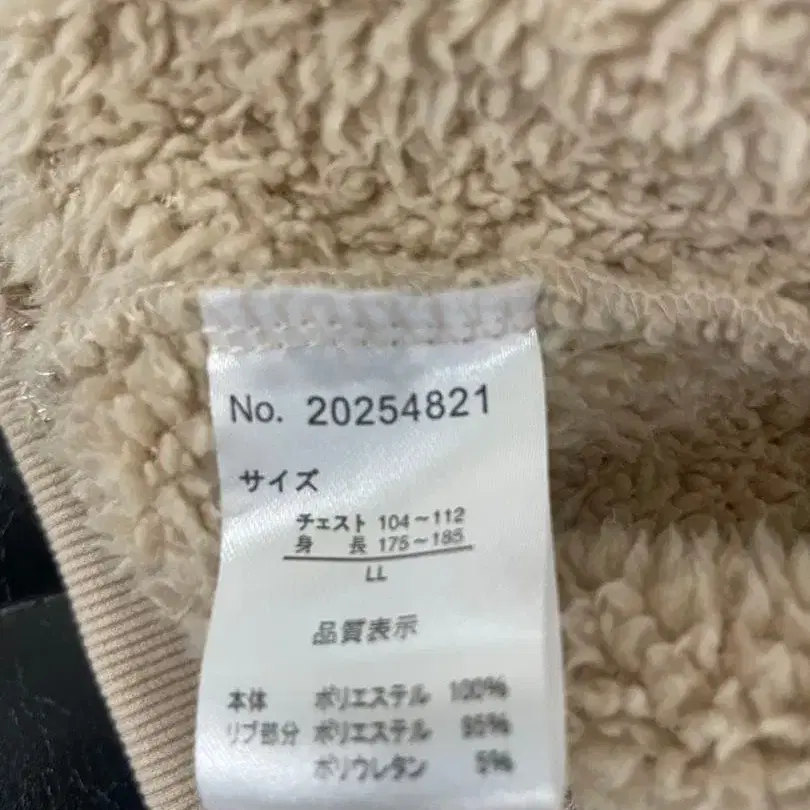 No. 20254821
サイズ
チェスト 104～112
身 長 175～185
LL
品質表示
本体 ポリエステル 100%
リブ部分 ポリエステル 95%
ポリウレタン 5%